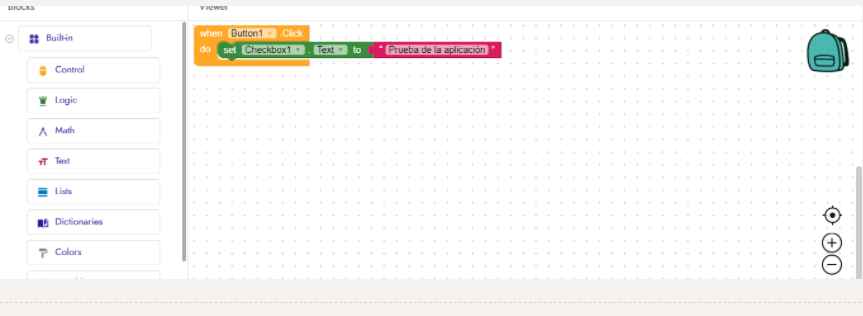 Blocks
Viewer
Built-in
Control
Logic
Math
Text
Lists
Dictionaries
Colors
when Button1 .Click
do set Checkbox1 . Text to " Prueba de la aplicación "